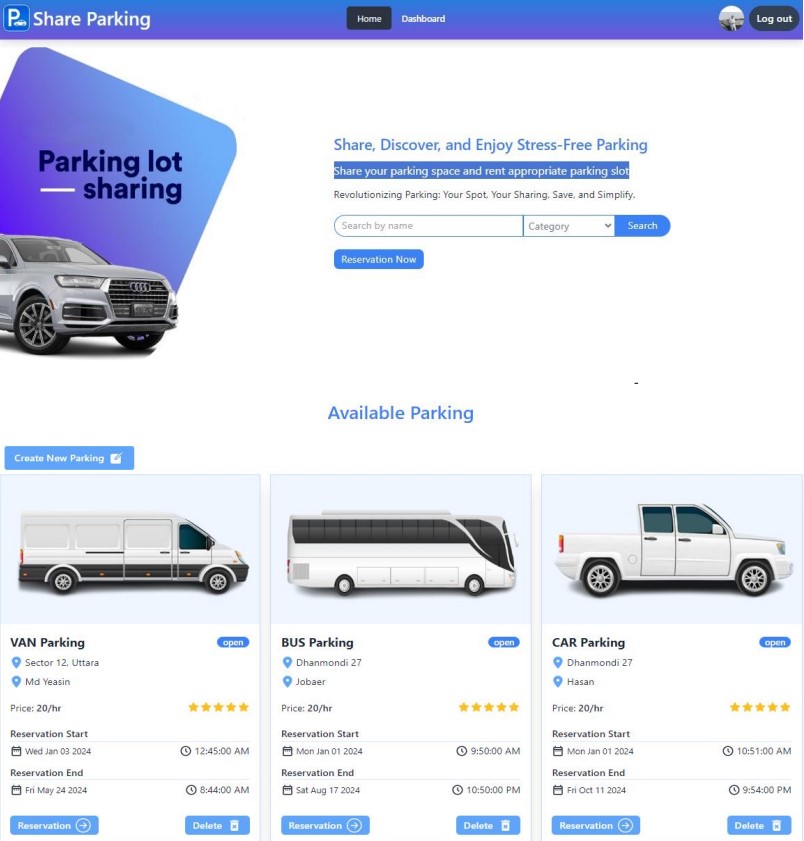 Share Parking
Home
Dashboard
Log out
Parking lot
— sharing
Share, Discover, and Enjoy Stress-Free Parking
Share your parking space and rent appropriate parking slot
Revolutionizing Parking: Your Spot, Your Sharing, Save, and Simplify.
Search by name
Category
Search
Reservation Now
-
Available Parking
Create New Parking
VAN Parking
open
Sector 12, Uttara
Md Yeasin
Price: 20/hr
Reservation Start
Wed Jan 03 2024
12:45:00 AM
Reservation End
Fri May 24 2024
8:44:00 AM
Reservation
Delete
BUS Parking
open
Dhanmondi 27
Jobaer
Price: 20/hr
Reservation Start
Mon Jan 01 2024
9:50:00 AM
Reservation End
Sat Aug 17 2024
10:50:00 PM
Reservation
Delete
CAR Parking
open
Dhanmondi 27
Hasan
Price: 20/hr
Reservation Start
Mon Jan 01 2024
10:51:00 AM
Reservation End
Fri Oct 11 2024
9:54:00 PM
Reservation
Delete